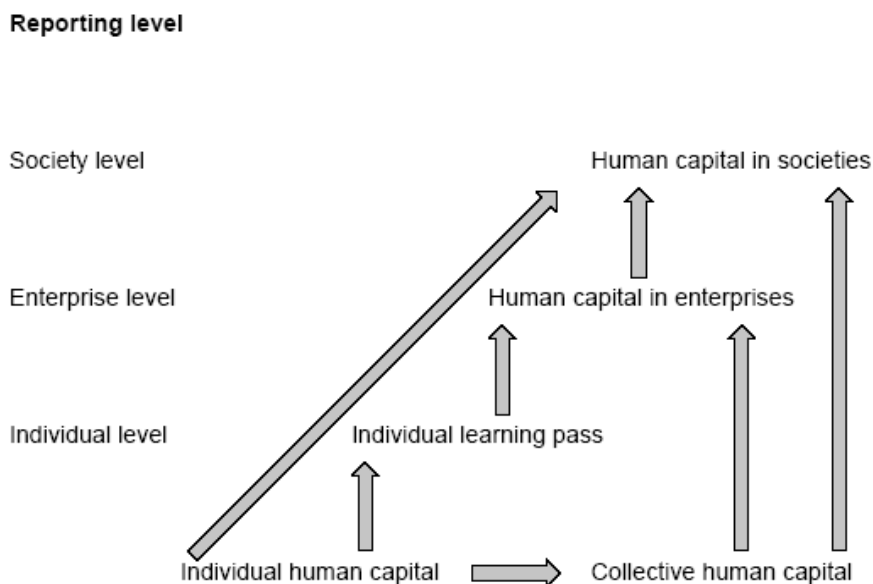 Reporting level
Society level
Human capital in societies
Enterprise level
Human capital in enterprises
Individual level
Individual learning pass
Individual human capital
Collective human capital